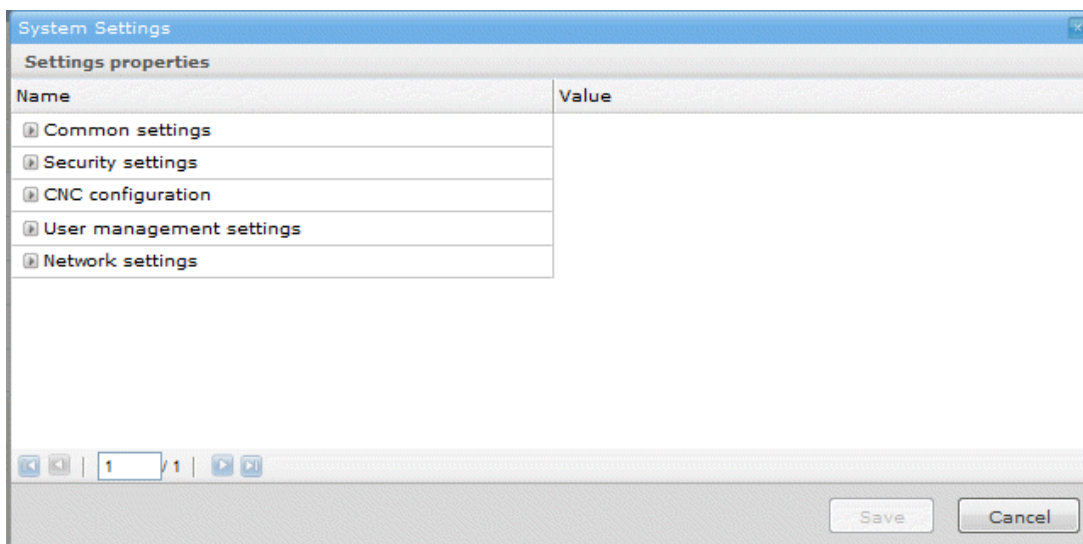 System Settings
Settings properties
Name Value
Common settings
Security settings
CNC configuration
User management settings
Network settings
1 / 1
Save Cancel